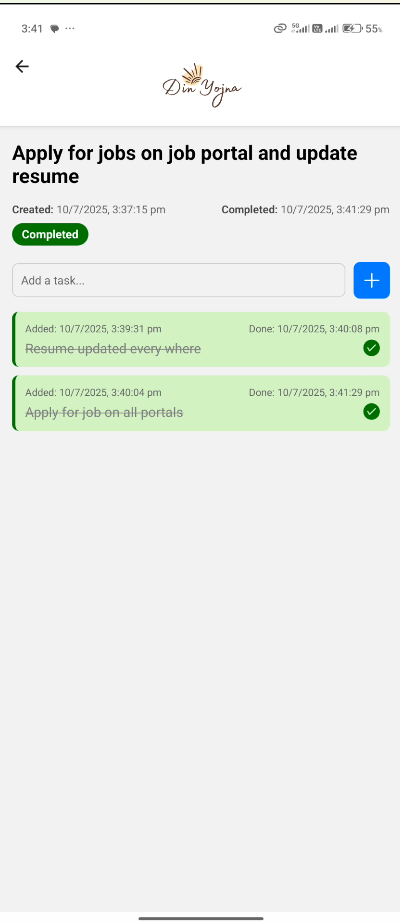 3:41
55%
Din Yojna
Apply for jobs on job portal and update
resume
Created: 10/7/2025, 3:37:15 pm
Completed: 10/7/2025, 3:41:29 pm
Completed
Add a task...
Added: 10/7/2025, 3:39:31 pm
Done: 10/7/2025, 3:40:08 pm
Resume updated every where
Added: 10/7/2025, 3:40:04 pm
Done: 10/7/2025, 3:41:29 pm
Apply for job on all portals